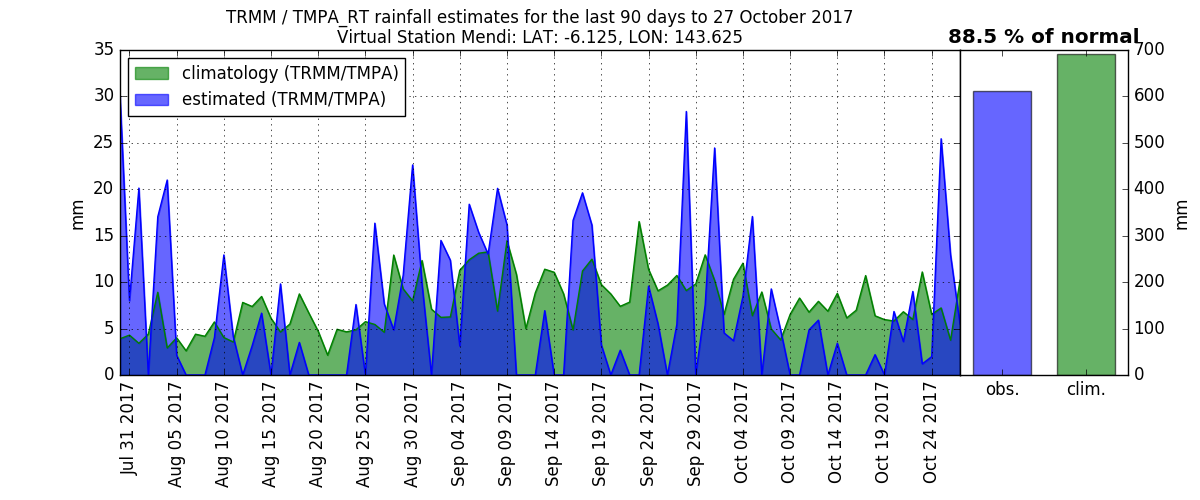 TRMM / TMPA_RT rainfall estimates for the last 90 days to 27 October 2017
Virtual Station Mendi: LAT: -6.125, LON: 143.625
88.5 % of normal
climatology (TRMM/TMPA)
estimated (TRMM/TMPA)
35
30
25
20
15
10
5
0
mm
700
600
500
400
300
200
100
0
mm
Jul 31 2017
Aug 05 2017
Aug 10 2017
Aug 15 2017
Aug 20 2017
Aug 25 2017
Aug 30 2017
Sep 04 2017
Sep 09 2017
Sep 14 2017
Sep 19 2017
Sep 24 2017
Sep 29 2017
Oct 04 2017
Oct 09 2017
Oct 14 2017
Oct 19 2017
Oct 24 2017
obs.
clim.